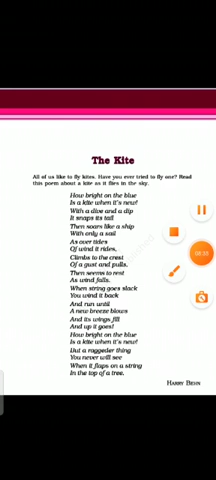 The Kite
All of us like to fly kites. Have you ever tried to fly one? Read
this poem about a kite as it flies in the sky.
How bright on the blue
Is a kite when it's new!
With a dive and a dip
It snaps its tail
Then soars like a ship
With only a sail
As over tides
Of wind it rides,
Climbs to the crest
Of a gust and pulls,
Then seems to rest
As wind falls.
When string goes slack
You wind it back
And run until
A new breeze blows
And its wings fill
And up it goes!
How bright on the blue
Is a kite when it's new!
But a raggeder thing
You never will see
When it flaps on a string
In the top of a tree.
HARRY BEHN